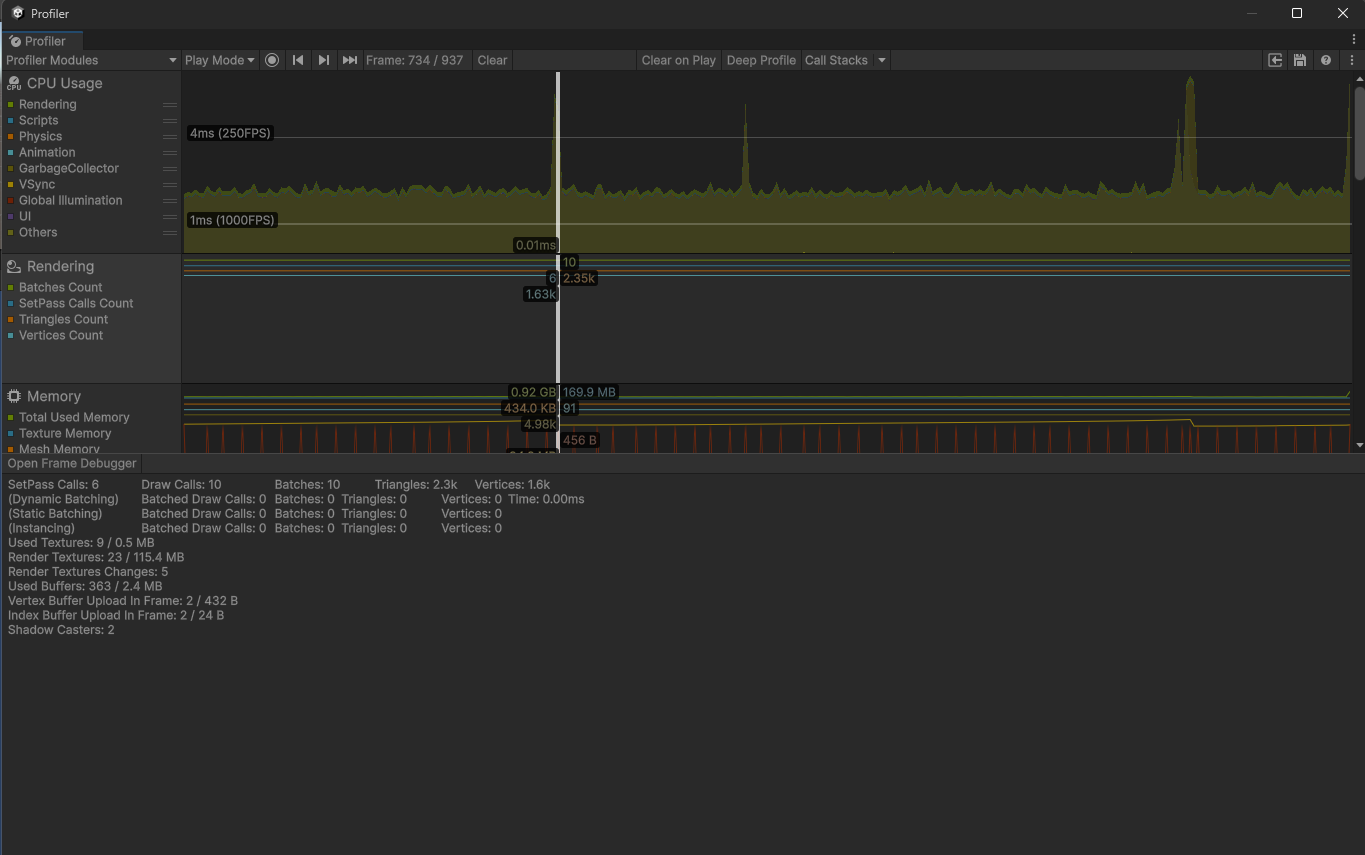 Profiler
Profiler
Profiler Modules
Play Mode
Frame: 734 / 937
Clear
Clear on Play
Deep Profile
Call Stacks
CPU Usage
Rendering
Scripts
Physics
Animation
GarbageCollector
VSync
Global Illumination
UI
Others
4ms (250FPS)
1ms (1000FPS)
0.01ms
Rendering
Batches Count
SetPass Calls Count
Triangles Count
Vertices Count
10
6 2.35k
1.63k
Memory
Total Used Memory
Texture Memory
Mesh Memory
0.92 GB 169.9 MB
434.0 KB 91
4.98k
456 B
Open Frame Debugger
SetPass Calls: 6 Draw Calls: 10 Batches: 10 Triangles: 2.3k Vertices: 1.6k
(Dynamic Batching) Batched Draw Calls: 0 Batches: 0 Triangles: 0 Vertices: 0 Time: 0.00ms
(Static Batching) Batched Draw Calls: 0 Batches: 0 Triangles: 0 Vertices: 0
(Instancing) Batched Draw Calls: 0 Batches: 0 Triangles: 0 Vertices: 0
Used Textures: 9 / 0.5 MB
Render Textures: 23 / 115.4 MB
Render Textures Changes: 5
Used Buffers: 363 / 2.4 MB
Vertex Buffer Upload In Frame: 2 / 432 B
Index Buffer Upload In Frame: 2 / 24 B
Shadow Casters: 2